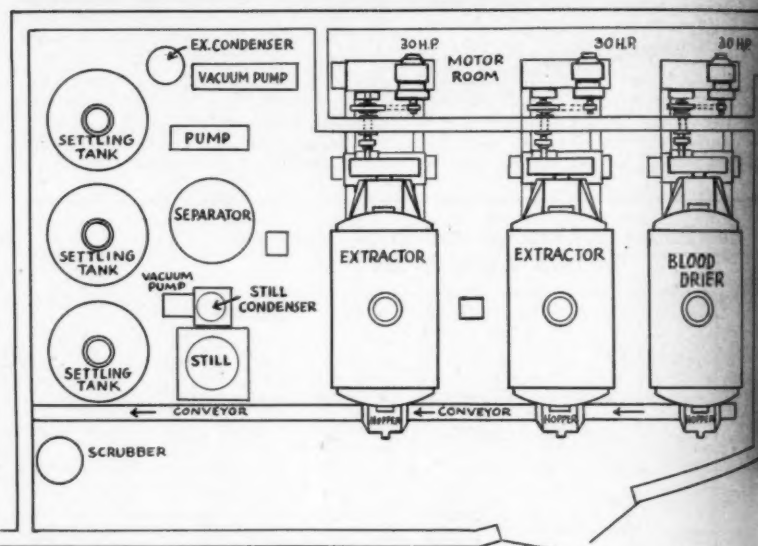 EX. CONDENSER
VACUUM PUMP
SETTLING
TANK
PUMP
30 H.P.
MOTOR
ROOM
30 H.P.
30 H.P.
SETTLING
TANK
SEPARATOR
EXTRACTOR
EXTRACTOR
BLOOD
DRIER
VACUUM
PUMP
STILL
CONDENSER
SETTLING
TANK
STILL
CONVEYOR
HOPPER
CONVEYOR
HOPPER
HOPPER
SCRUBBER